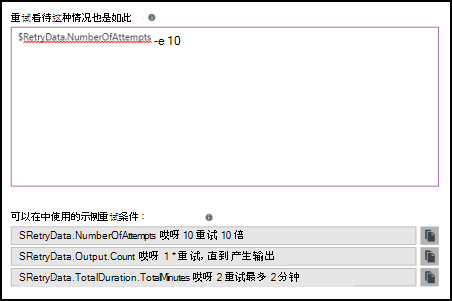 重试看待这种情况也是如此
$RetryData.NumberOfAttempts -e 10
可以在中使用的示例重试条件：
SRetryData.NumberOfAttempts 哎呀 10 重试 10 倍
SRetryData.Output.Count 哎呀 1 * 重试, 直到产生输出
SRetryData.TotalDuration.TotalMinutes 哎呀 2 重试最多 2 分钟